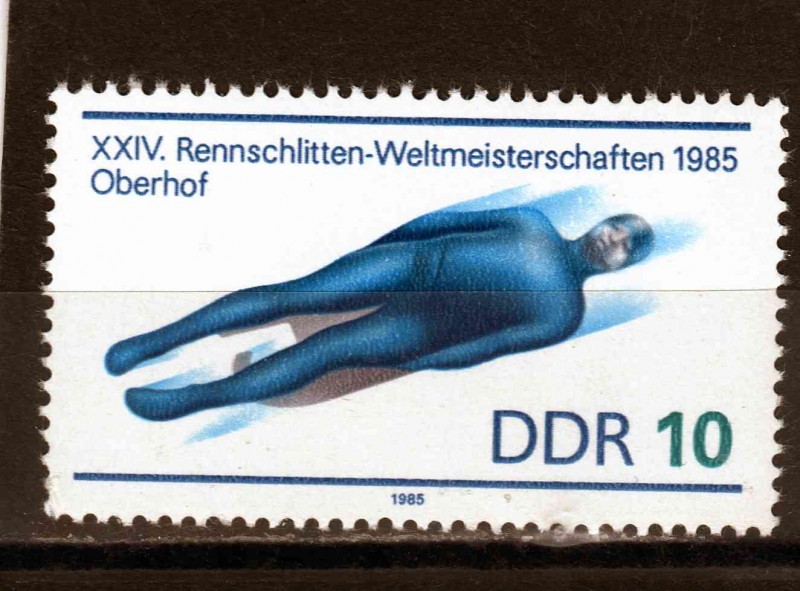 XXIV. Rennschlitten-Weltmeisterschaften 1985
Oberhof
DDR 10
1985